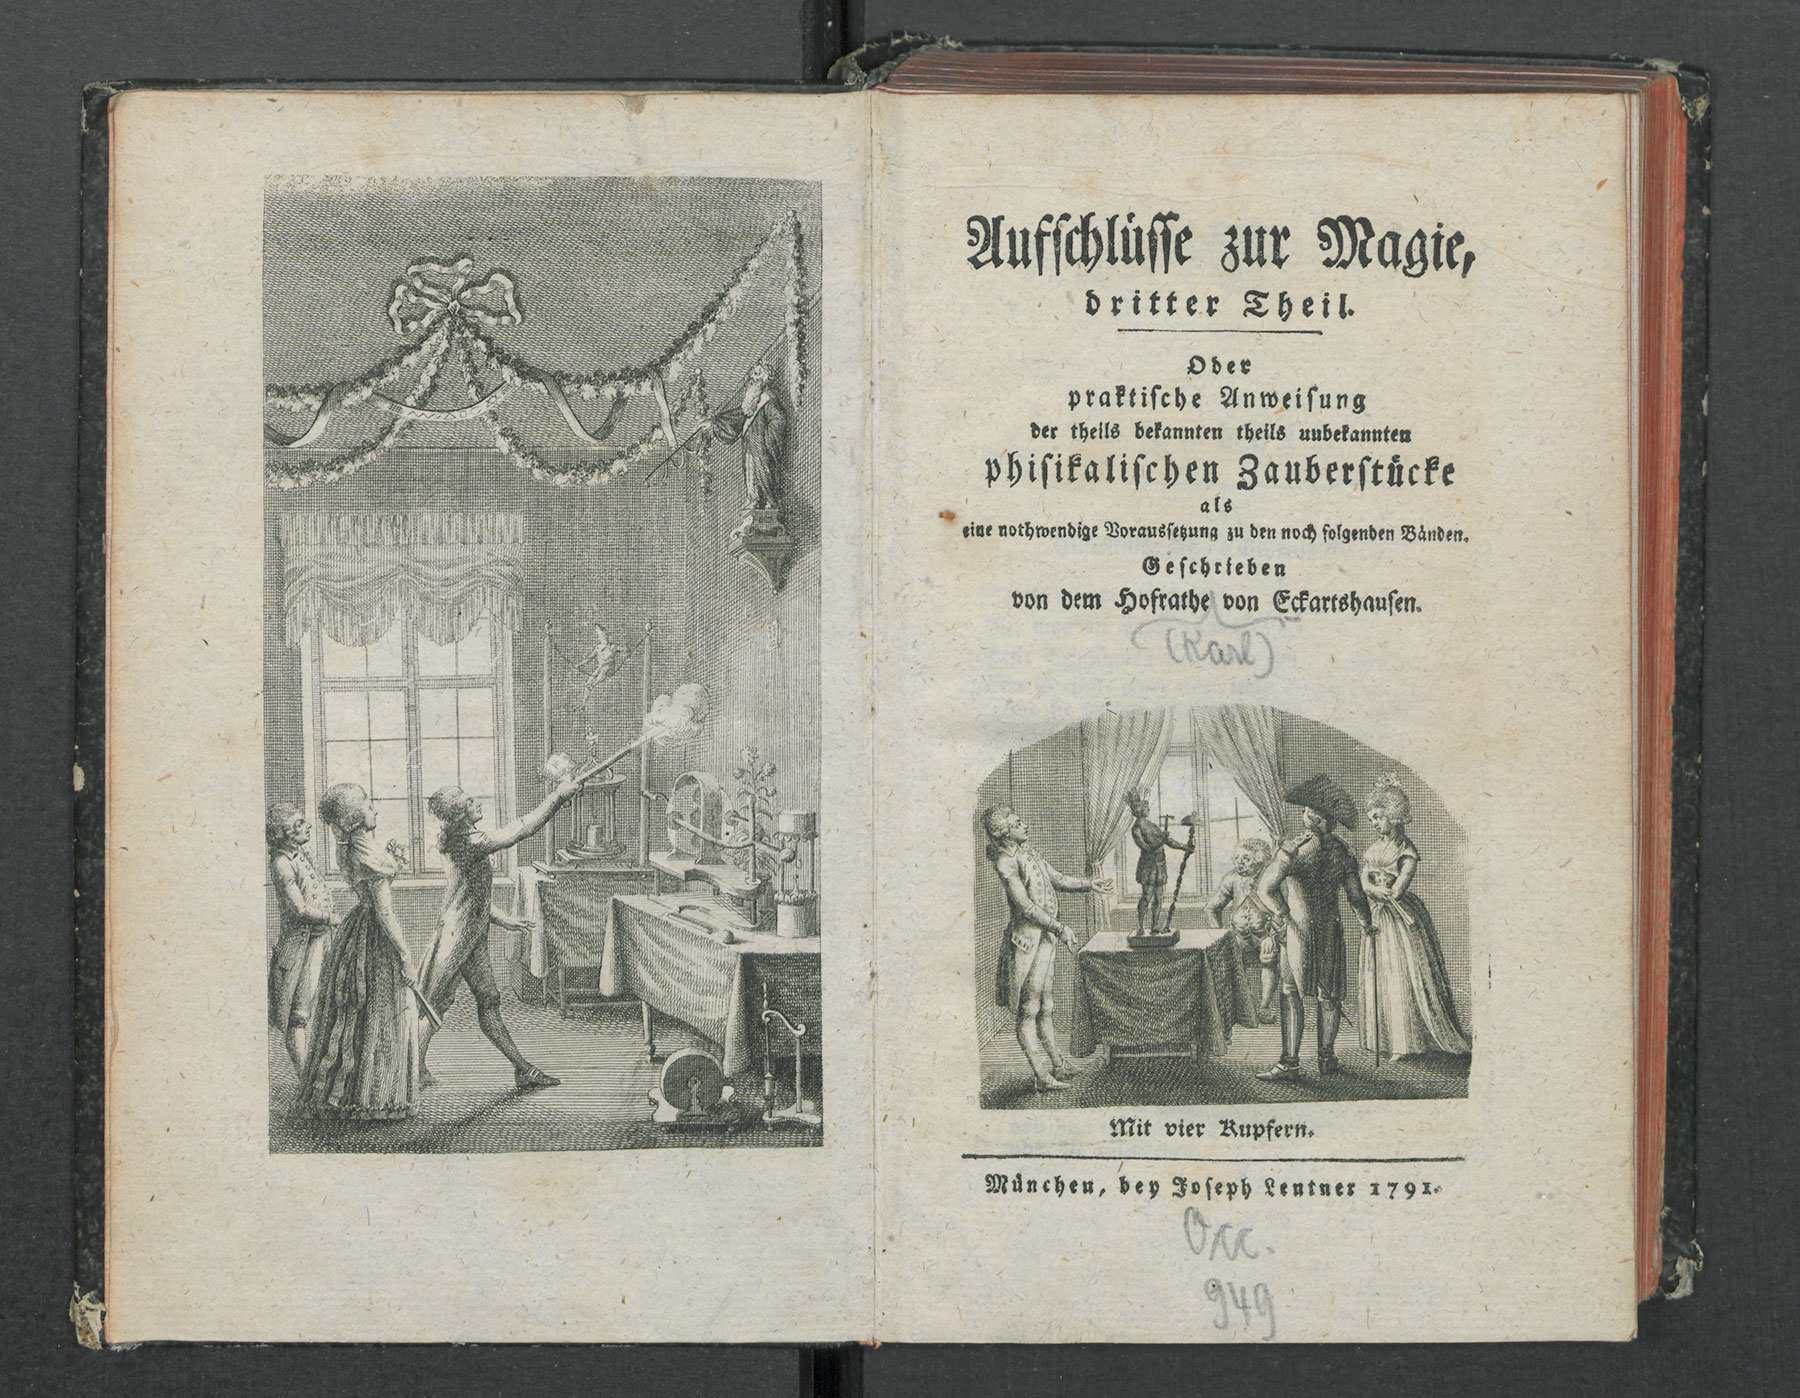 Aufschlüsse zur Magie,
dritter Theil.
Oder
praktische Anweisung
der theils bekannten theils unbekannten
phisikalischen Zauberstücke
als
eine nothwendige Voraussetzung zu den noch folgenden Bänden.
Geschrieben
von dem Hofrathe von Eckartshausen.
(Karl)
Mit vier Kupfern.
München, bey Joseph Lentner 1791.
Occ.
949